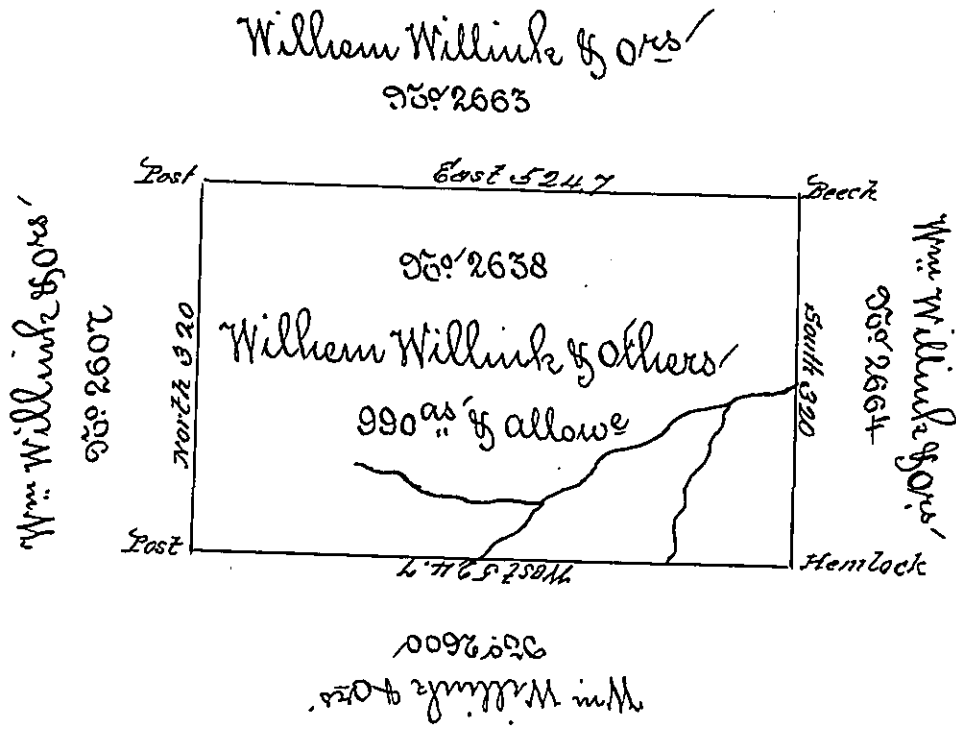 Wilhem Willink & ors
No. 2663
Post
East 524.7
Beech
Wm Willink & Ors
No. 2607
North 320
No. 2638
Wilhem Willink & others
990 as & allowe
South 320
No. 2664
Wm Willink & Ors
Post
West 524.7
Hemlock
No. 2600
Wm Willink & Ors